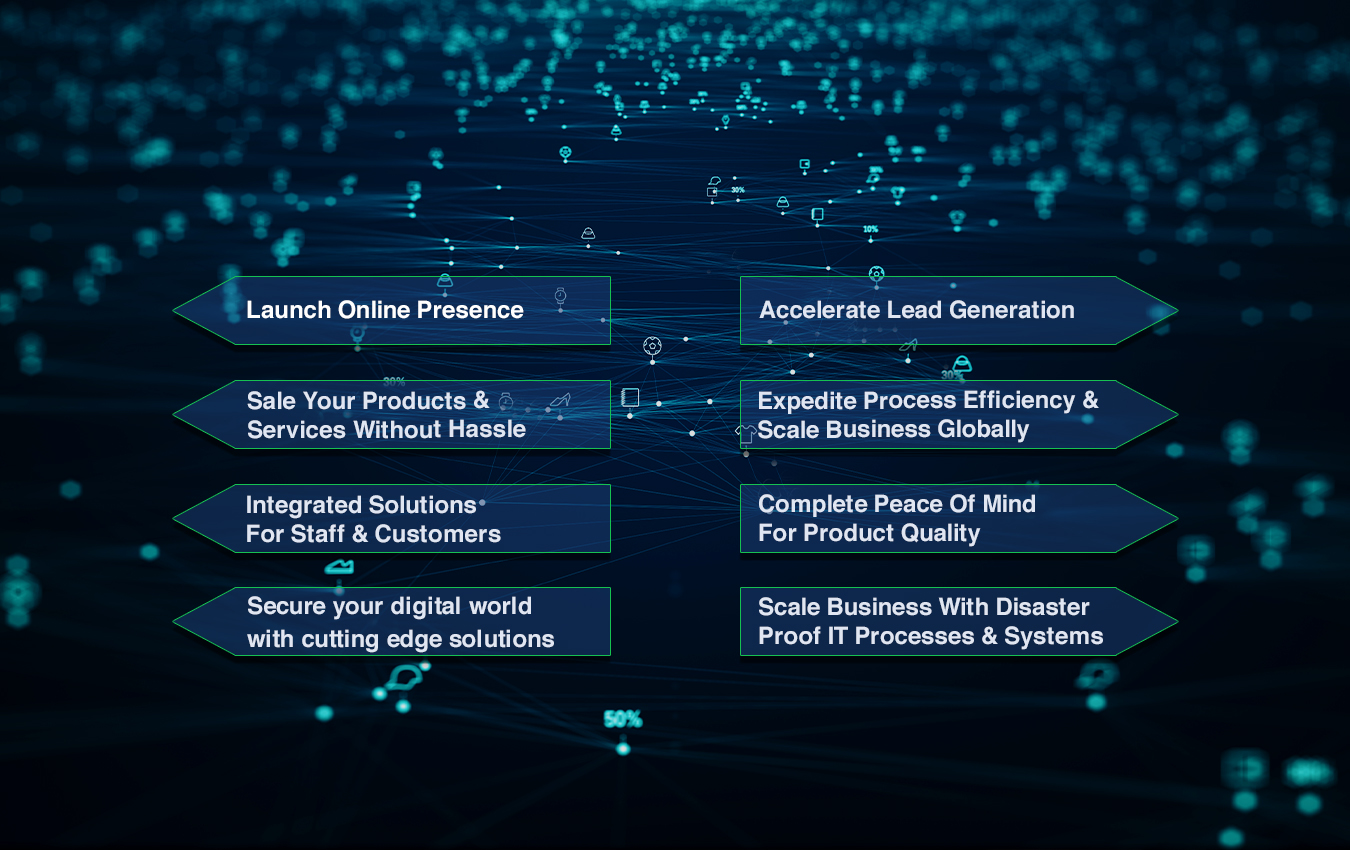 30%
10%
Launch Online Presence
Accelerate Lead Generation
30%
30%
Sale Your Products &
Services Without Hassle
Expedite Process Efficiency &
Scale Business Globally
Integrated Solutions
For Staff & Customers
Complete Peace Of Mind
For Product Quality
Secure your digital world
with cutting edge solutions
Scale Business With Disaster
Proof IT Processes & Systems
50%